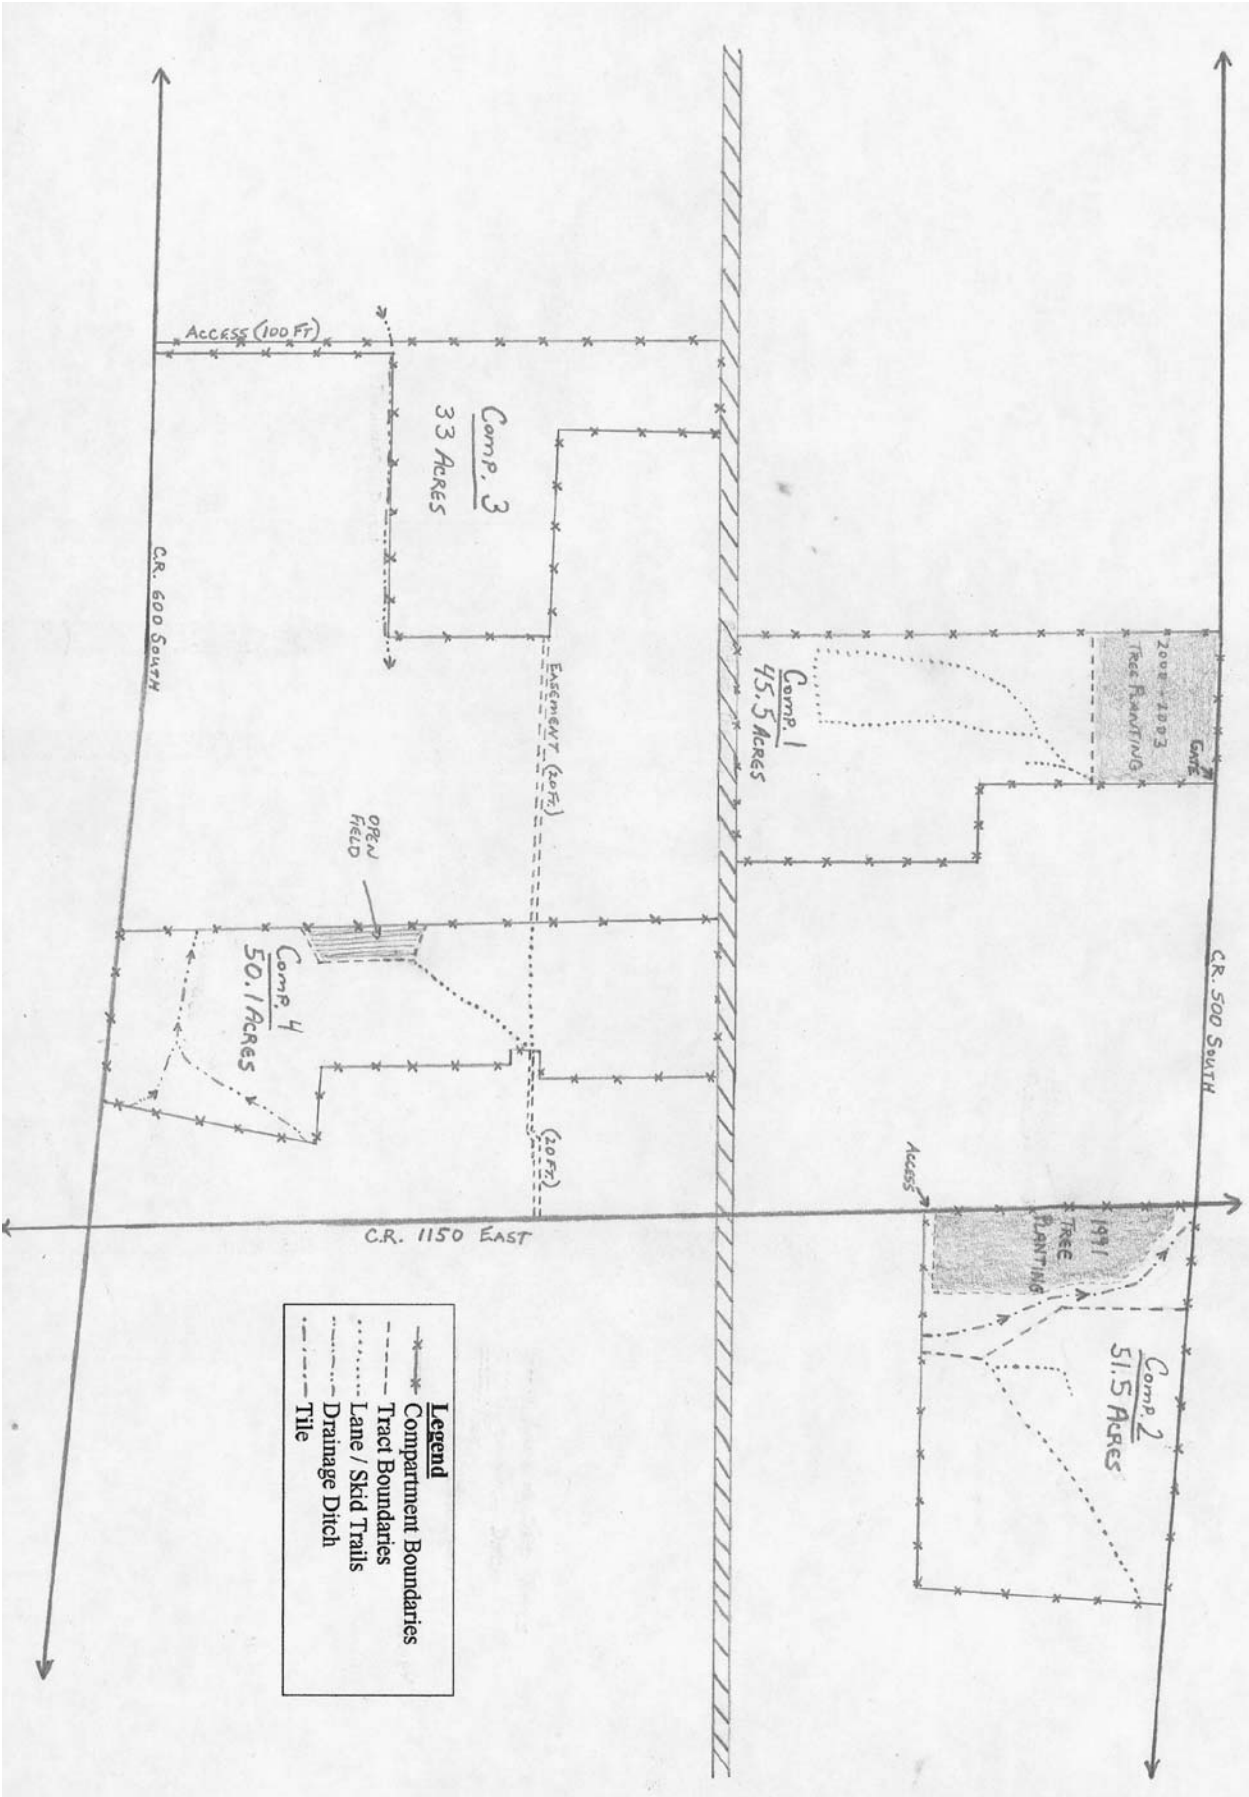 C.R. 500 SOUTH
2002-2003
TREE PLANTING
GATE
Comp. 1
45.5 ACRES
ACCESS
1991
TREE
PLANTING
Comp. 2
51.5 ACRES
ACCESS (100 FT)
Comp. 3
33 ACRES
EASEMENT (20 FT.)
OPEN
FIELD
Comp. 4
50.1 ACRES
(20 FT.)
C.R. 600 SOUTH
C.R. 1150 EAST
Legend
Compartment Boundaries
Tract Boundaries
Lane / Skid Trails
Drainage Ditch
Tile